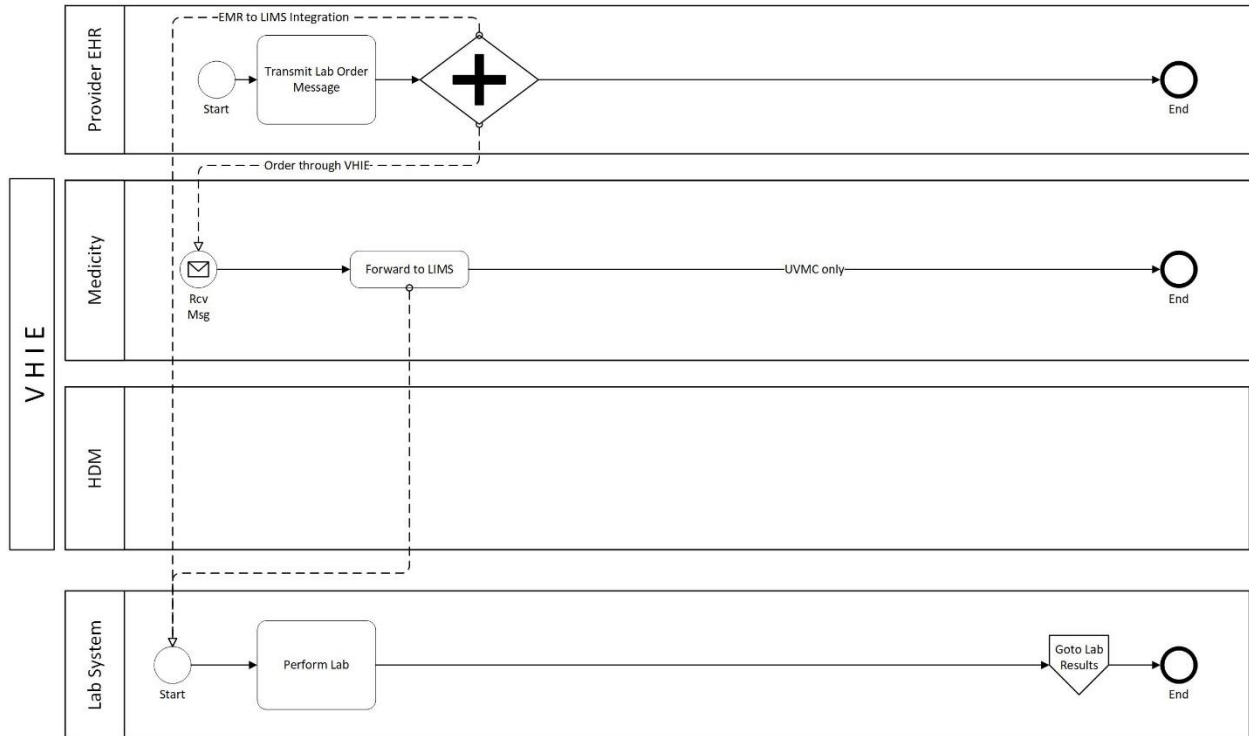 EMR to LIMS Integration
Provider EHR
Transmit Lab Order
Message
Start
End
Order through VHIE
V H I E
Medicity
Forward to LIMS
UVMC only
Rcv
Msg
End
HDM
Lab System
Perform Lab
Goto Lab
Results
Start
End